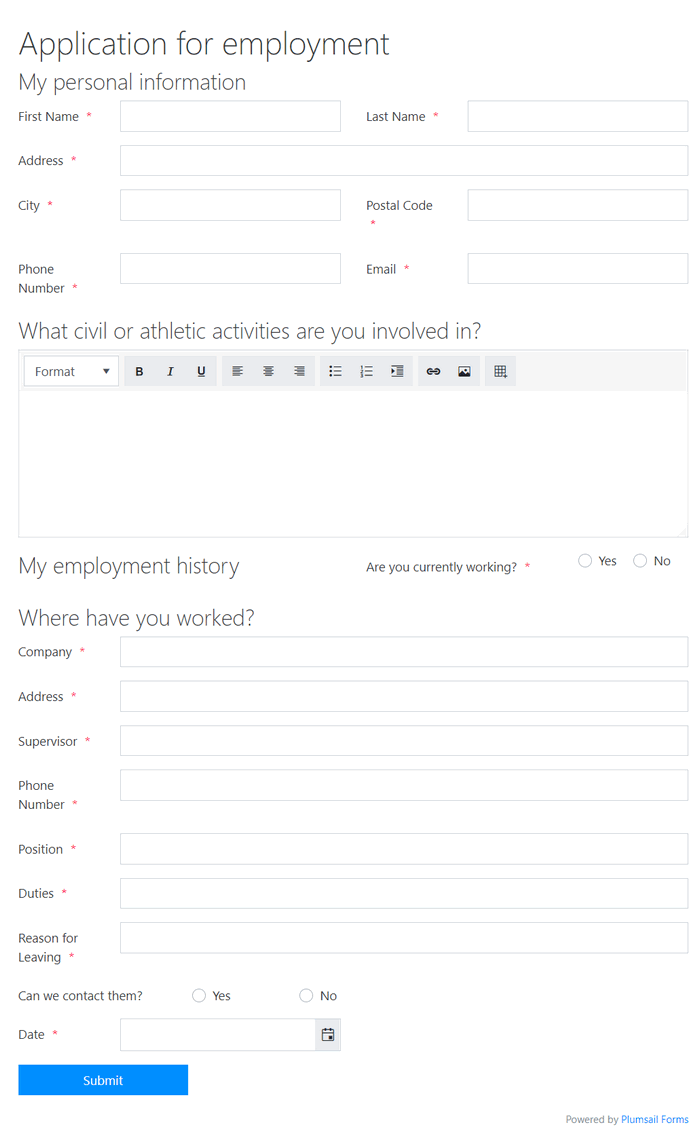 Application for employment
My personal information
First Name *
Last Name *
Address *
City *
Postal Code
*
Phone
Number *
Email *
What civil or athletic activities are you involved in?
Format B I U
My employment history
Are you currently working? * Yes No
Where have you worked?
Company *
Address *
Supervisor *
Phone
Number *
Position *
Duties *
Reason for
Leaving *
Can we contact them? Yes No
Date *
Submit
Powered by Plumsail Forms